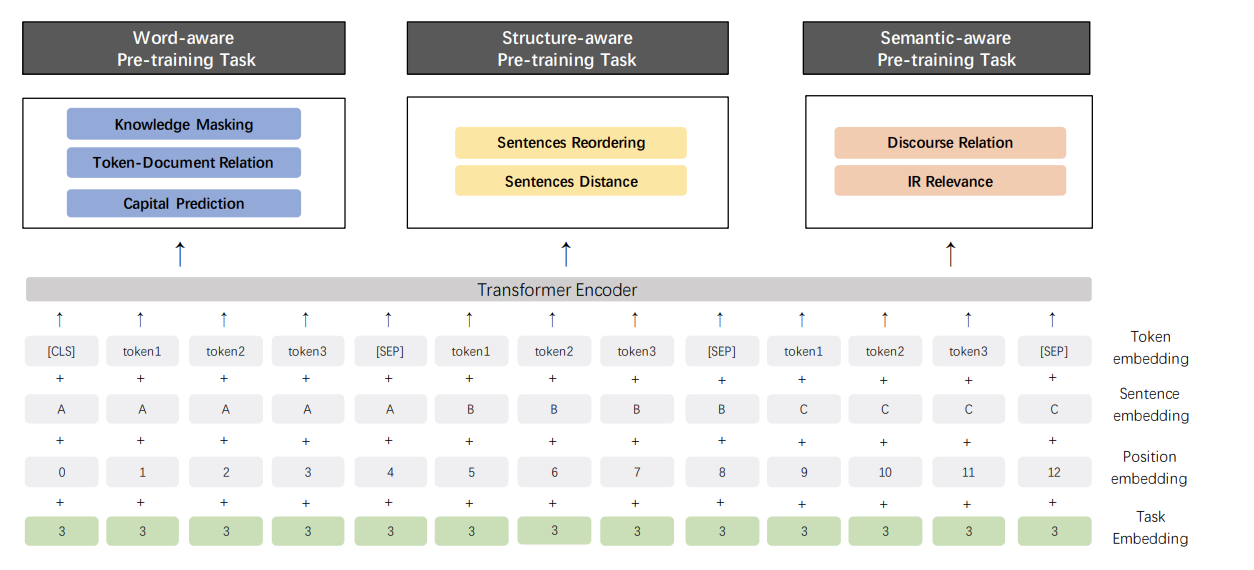 Word-aware
Pre-training Task
Structure-aware
Pre-training Task
Semantic-aware
Pre-training Task
Knowledge Masking
Token-Document Relation
Capital Prediction
Sentences Reordering
Sentences Distance
Discourse Relation
IR Relevance
Transformer Encoder
[CLS] token1 token2 token3 [SEP] token1 token2 token3 [SEP] token1 token2 token3 [SEP]
Token
embedding
+ + + + + + + + + + + + +
A A A A A B B B B C C C C
Sentence
embedding
+ + + + + + + + + + + + +
0 1 2 3 4 5 6 7 8 9 10 11 12
Position
embedding
+ + + + + + + + + + + + +
3 3 3 3 3 3 3 3 3 3 3 3 3
Task
Embedding